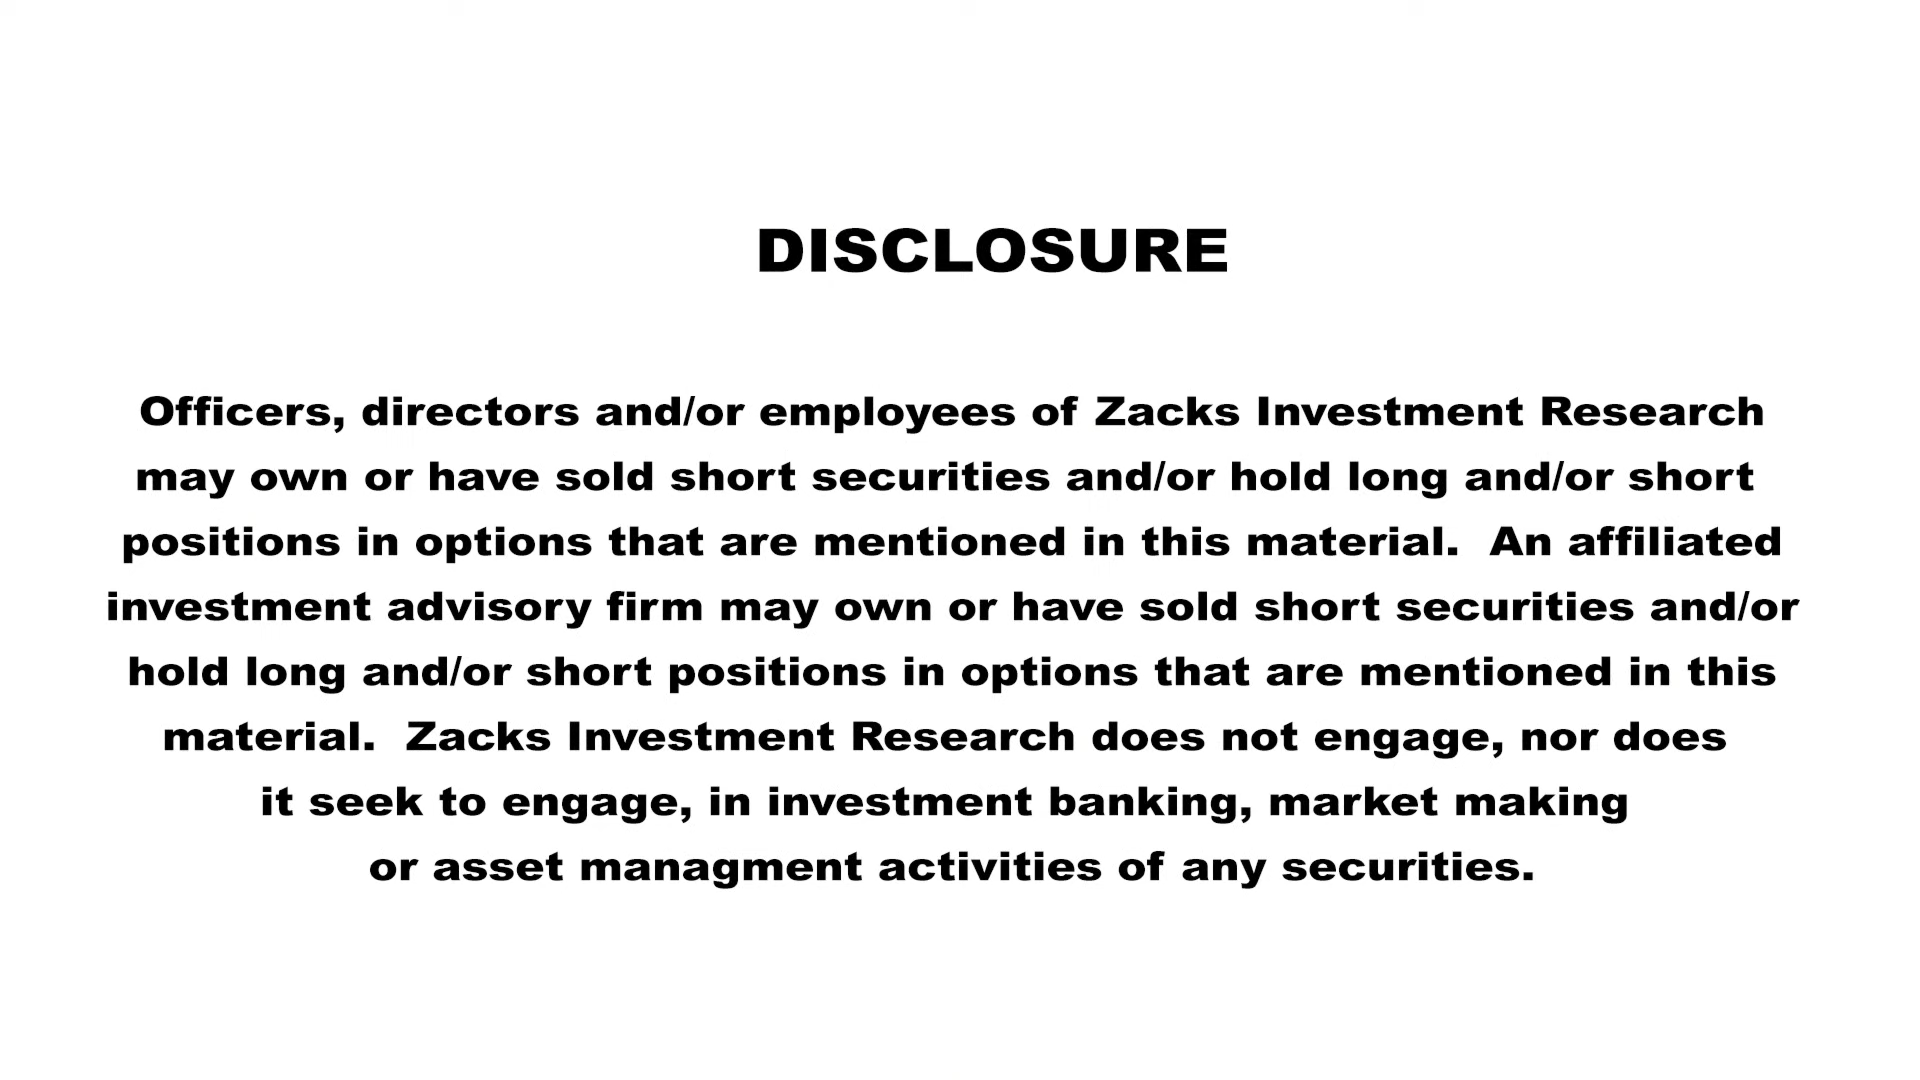 DISCLOSURE
Officers, directors and/or employees of Zacks Investment Research
may own or have sold short securities and/or hold long and/or short
positions in options that are mentioned in this material.  An affiliated
investment advisory firm may own or have sold short securities and/or
hold long and/or short positions in options that are mentioned in this
material.  Zacks Investment Research does not engage, nor does
it seek to engage, in investment banking, market making
or asset managment activities of any securities.